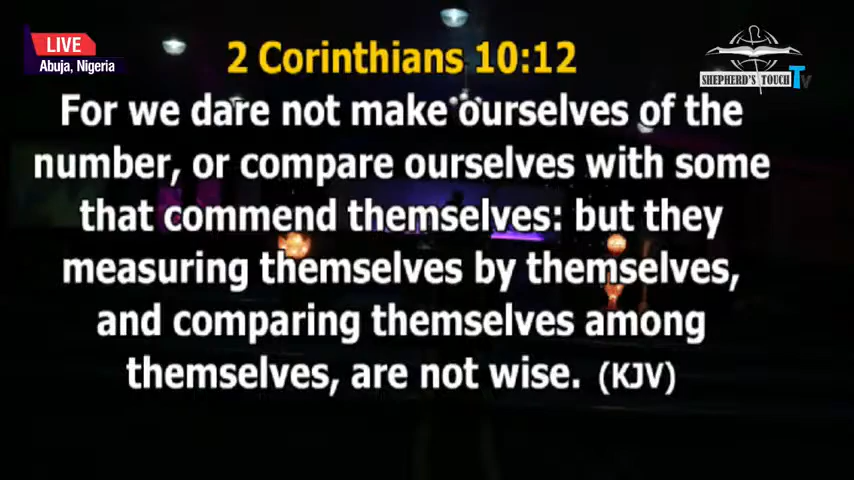 LIVE
Abuja, Nigeria
SHEPHERD'S TOUCH TV
2 Corinthians 10:12
For we dare not make ourselves of the
number, or compare ourselves with some
that commend themselves: but they
measuring themselves by themselves,
and comparing themselves among
themselves, are not wise. (KJV)